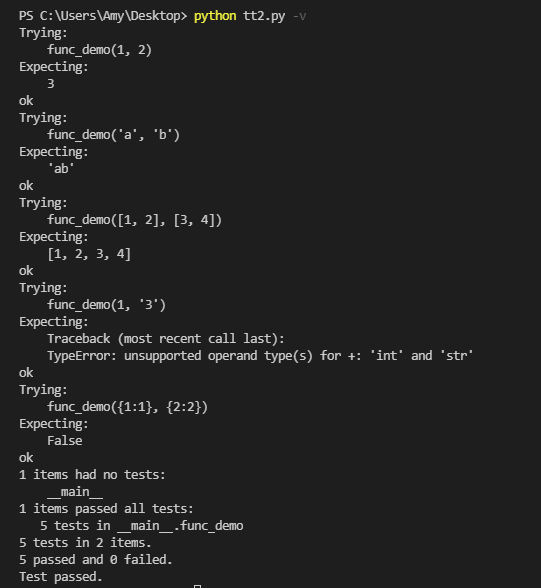 PS C:\Users\Amy\Desktop> python tt2.py -v
Trying:
    func_demo(1, 2)
Expecting:
    3
ok
Trying:
    func_demo('a', 'b')
Expecting:
    'ab'
ok
Trying:
    func_demo([1, 2], [3, 4])
Expecting:
    [1, 2, 3, 4]
ok
Trying:
    func_demo(1, '3')
Expecting:
    Traceback (most recent call last):
    TypeError: unsupported operand type(s) for +: 'int' and 'str'
ok
Trying:
    func_demo({1:1}, {2:2})
Expecting:
    False
ok
1 items had no tests:
    __main__
1 items passed all tests:
   5 tests in __main__.func_demo
5 tests in 2 items.
5 passed and 0 failed.
Test passed.